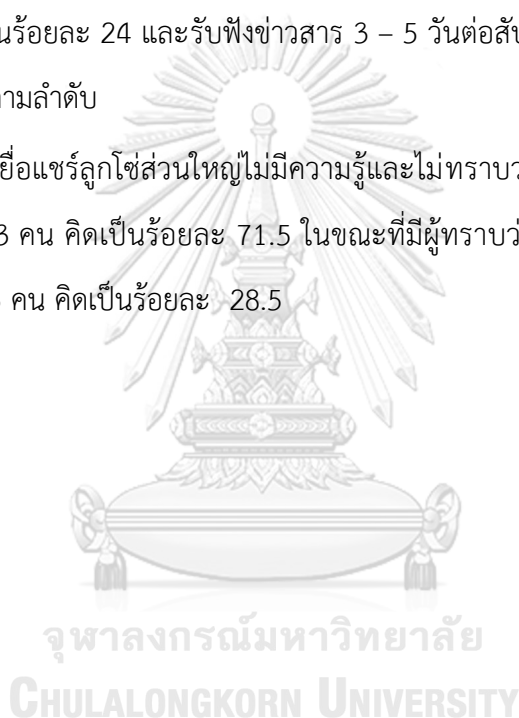 นร้อยละ 24 และรับฟังข่าวสาร 3 – 5 วันต่อสัป
ตามลำดับ
ยื่อแชร์ลูกโซ่ส่วนใหญ่ไม่มีความรู้และไม่ทราบว
3 คน คิดเป็นร้อยละ 71.5 ในขณะที่มีผู้ทราบว่
คน คิดเป็นร้อยละ 28.5
จุฬาลงกรณ์มหาวิทยาลัย
CHULALONGKORN UNIVERSITY